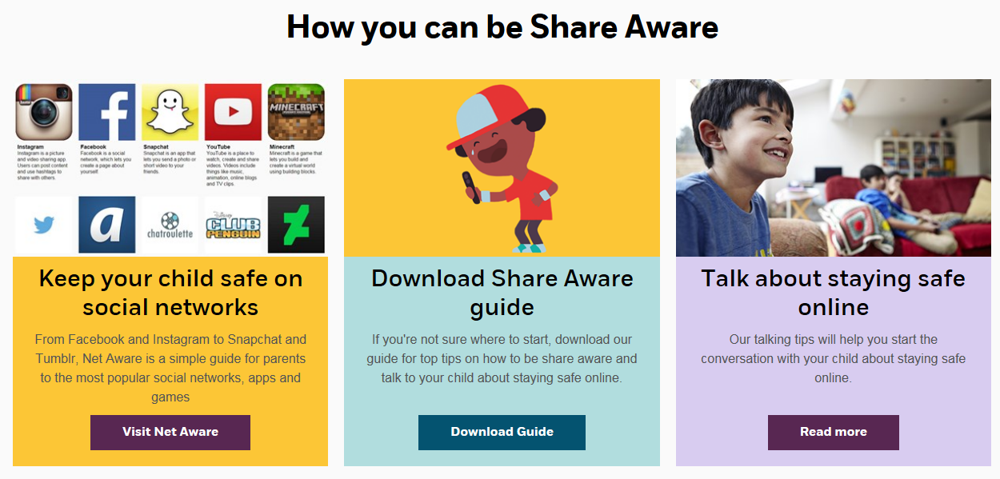 How you can be Share Aware
Instagram
Instagram is a picture
and video sharing app.
Users can post content
and use hashtags to
share with others.
Facebook
Facebook is a social
network, which lets you
create a page about
yourself.
Snapchat
Snapchat is an app that
lets you send a photo or
short video to your
friends.
YouTube
YouTube is a place to
watch, create and share
videos. Videos include
things like music,
animation, online blogs
and TV clips.
MINECRAFT
Minecraft
Minecraft is a game that
lets you build and
create a virtual world
using building blocks.
a
chatroulette
Disney
CLUB
PENGUIN
Keep your child safe on
social networks
From Facebook and Instagram to Snapchat and
Tumblr, Net Aware is a simple guide for parents
to the most popular social networks, apps and
games
Visit Net Aware
Download Share Aware
guide
If you're not sure where to start, download our
guide for top tips on how to be share aware and
talk to your child about staying safe online.
Download Guide
Talk about staying safe
online
Our talking tips will help you start the
conversation with your child about staying safe
online.
Read more